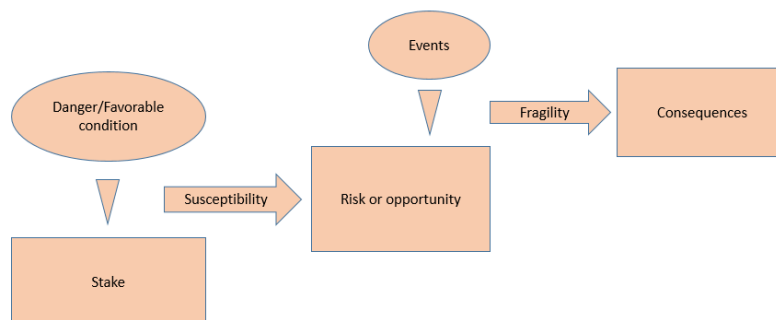 Events
Danger/Favorable
condition
Fragility
Consequences
Susceptibility
Risk or opportunity
Stake